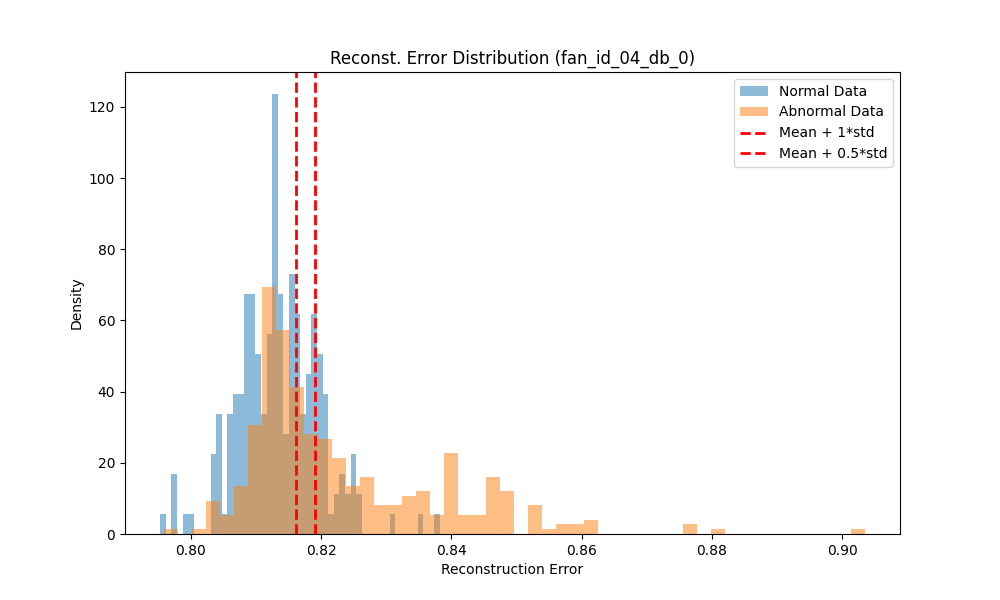 Reconst. Error Distribution (fan_id_04_db_0)
Normal Data
Abnormal Data
Mean + 1*std
Mean + 0.5*std
Density
120
100
80
60
40
20
0
0.80
0.82
0.84
0.86
0.88
0.90
Reconstruction Error